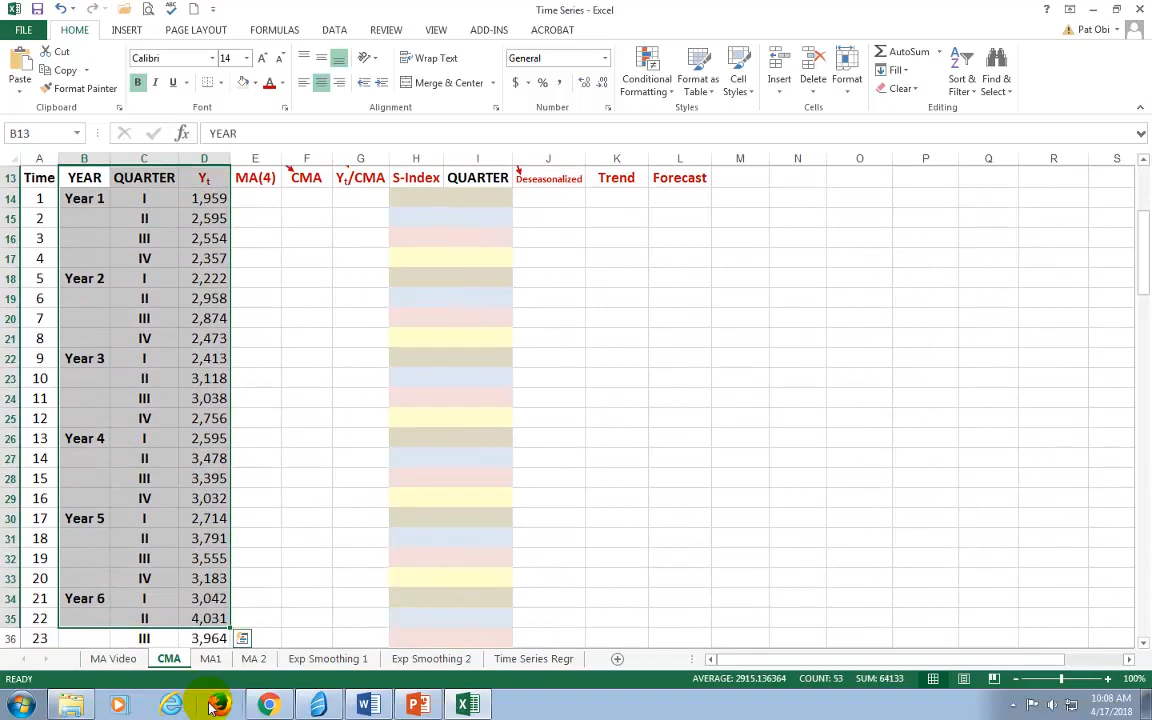 Time Series - Excel
? Pat Obi
FILE HOME INSERT PAGE LAYOUT FORMULAS DATA REVIEW VIEW ADD-INS ACROBAT
Paste Cut Copy Format Painter
Calibri 14 B I U A
Wrap Text Merge & Center
General $ % ,
Conditional Formatting Format as Table Cell Styles
Insert Delete Format
AutoSum Fill Clear Sort & Filter Find & Select
Clipboard Font Alignment Number Styles Cells Editing
B13 fx YEAR
A B C D E F G H I J K L M N O P Q R S
13 Time YEAR QUARTER Yt MA(4) CMA Yt/CMA S-Index QUARTER Deseasonalized Trend Forecast
14 1 Year 1 I 1,959
15 2 II 2,595
16 3 III 2,554
17 4 IV 2,357
18 5 Year 2 I 2,222
19 6 II 2,958
20 7 III 2,874
21 8 IV 2,473
22 9 Year 3 I 2,413
23 10 II 3,118
24 11 III 3,038
25 12 IV 2,756
26 13 Year 4 I 2,595
27 14 II 3,478
28 15 III 3,395
29 16 IV 3,032
30 17 Year 5 I 2,714
31 18 II 3,791
32 19 III 3,555
33 20 IV 3,183
34 21 Year 6 I 3,042
35 22 II 4,031
36 23 III 3,964
MA Video CMA MA1 MA 2 Exp Smoothing 1 Exp Smoothing 2 Time Series Regr
READY AVERAGE: 2915.136364 COUNT: 53 SUM: 64133 100%
10:08 AM
4/17/2018